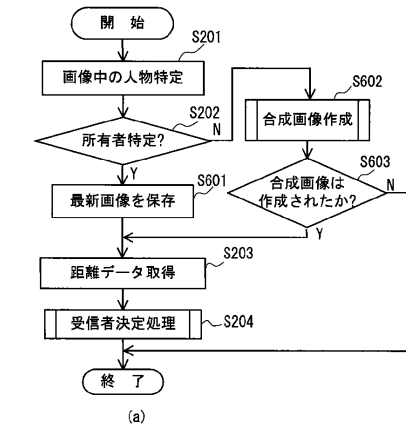 開 始
S201
画像中の人物特定
S202
所有者特定?
N
Y
S601
最新画像を保存
S602
合成画像作成
S603
合成画像は
作成されたか?
N
Y
S203
距離データ取得
受信者決定処理
S204
終 了
(a)